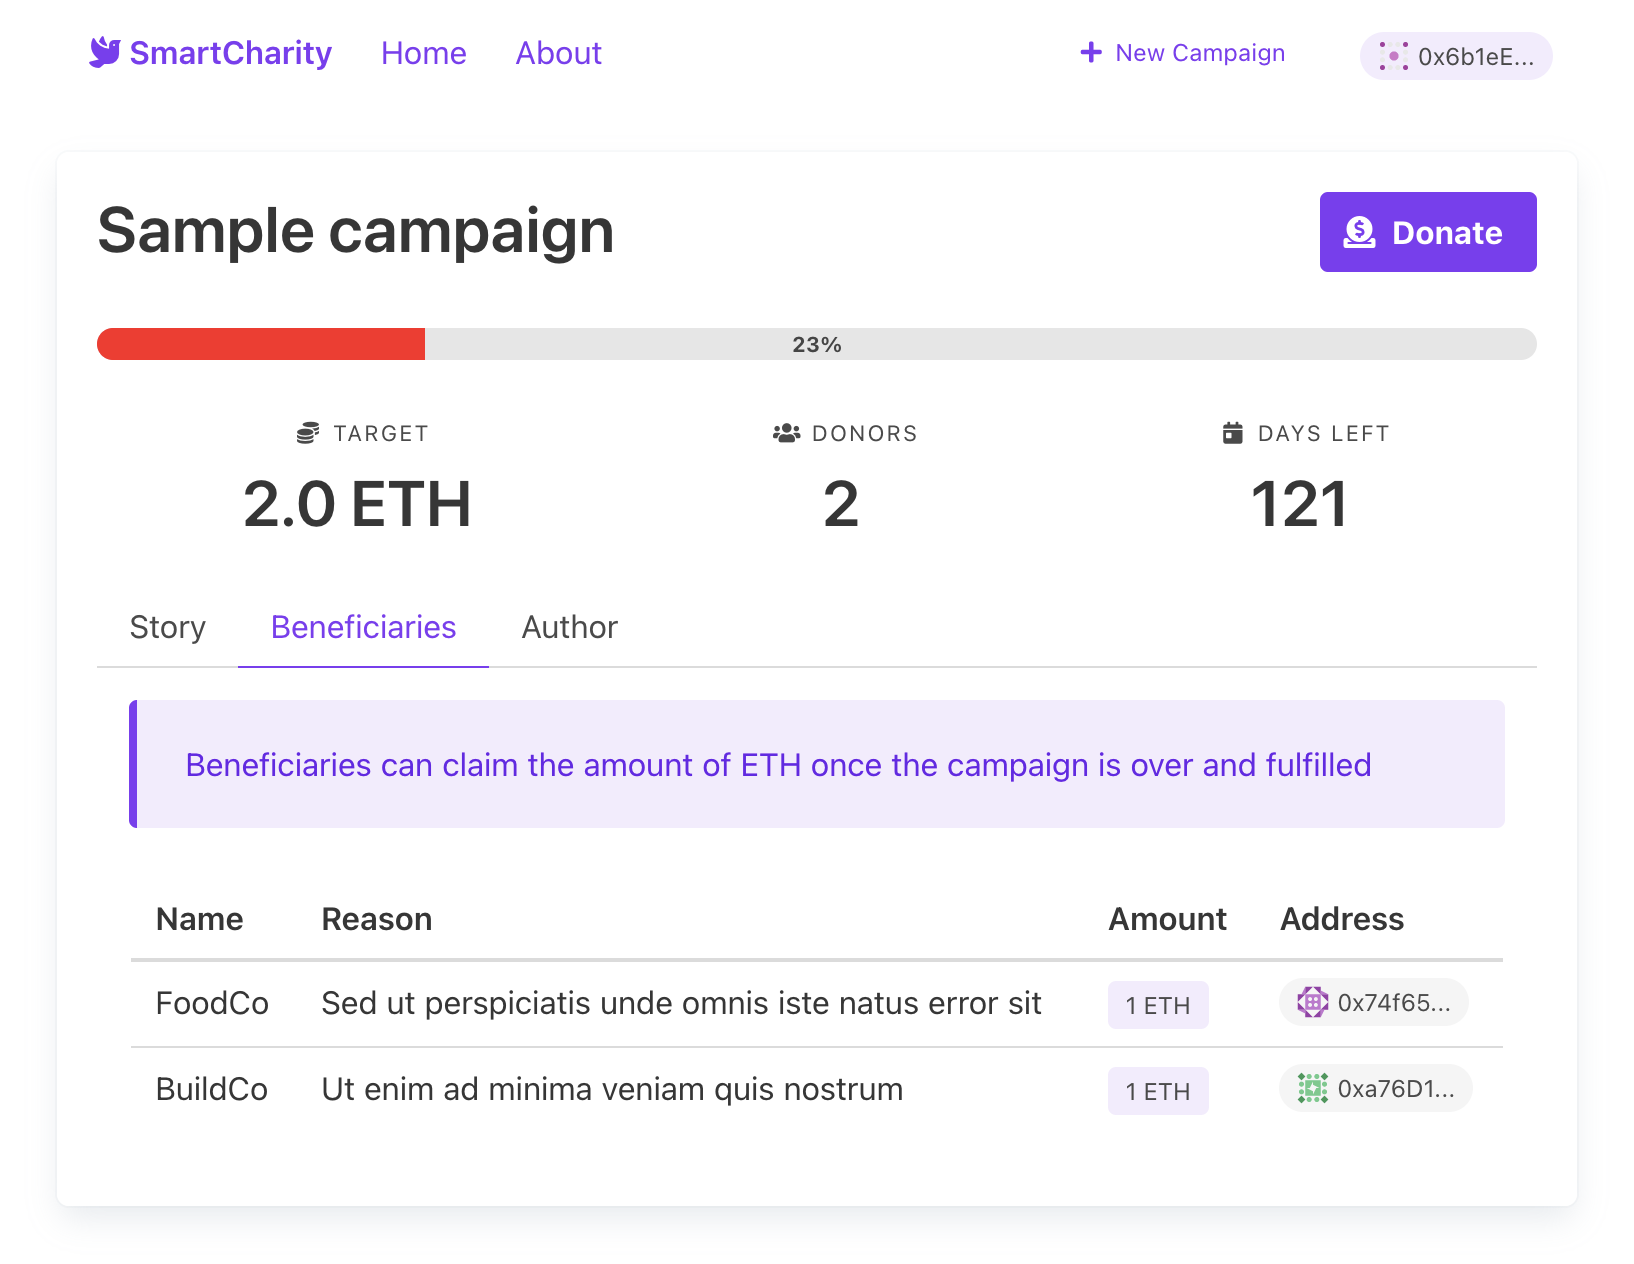 SmartCharity Home About New Campaign 0x6b1eE...
Sample campaign Donate
23%
TARGET DONORS DAYS LEFT
2.0 ETH 2 121
Story Beneficiaries Author
Beneficiaries can claim the amount of ETH once the campaign is over and fulfilled
Name Reason Amount Address
FoodCo Sed ut perspiciatis unde omnis iste natus error sit 1 ETH 0x74f65...
BuildCo Ut enim ad minima veniam quis nostrum 1 ETH 0xa76D1...